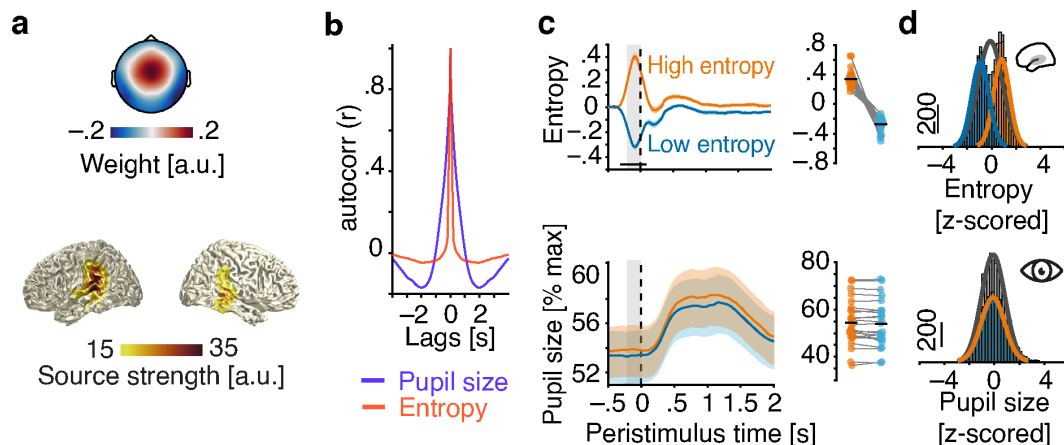 a
−.2 .2
Weight [a.u.]
15 35
Source strength [a.u.]
b
autocorr (r)
.8
.4
0
−2 0 2
Lags [s]
Pupil size
Entropy
c
Entropy
.4
.2
0
−.2
−.4
High entropy
Low entropy
.8
.4
0
−.4
−.8
Pupil size [% max]
60
56
52
−.5 0 .5 1 1.5 2
Peristimulus time [s]
80
60
40
d
200
−4 0 4
Entropy
[z-scored]
200
−4 0 4
Pupil size
[z-scored]